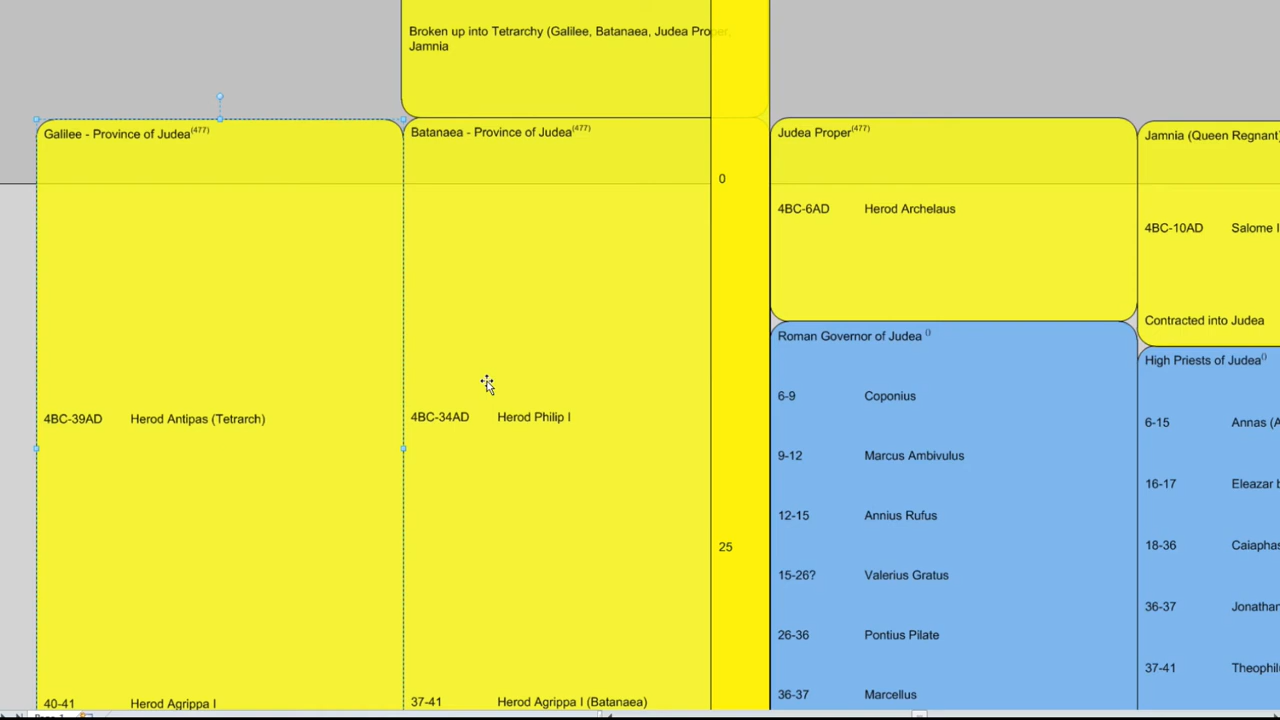 Broken up into Tetrarchy (Galilee, Batanaea, Judea Proper,
Jamnia
Galilee - Province of Judea(477)
4BC-39AD Herod Antipas (Tetrarch)
40-41 Herod Agrippa I
Batanaea - Province of Judea(477)
4BC-34AD Herod Philip I
37-41 Herod Agrippa I (Batanaea)
0
25
Judea Proper(477)
4BC-6AD Herod Archelaus
Roman Governor of Judea ()
6-9 Coponius
9-12 Marcus Ambivulus
12-15 Annius Rufus
15-26? Valerius Gratus
26-36 Pontius Pilate
36-37 Marcellus
Jamnia (Queen Regnant)
4BC-10AD Salome I
Contracted into Judea
High Priests of Judea()
6-15 Annas (A
16-17 Eleazar b
18-36 Caiaphas
36-37 Jonathan
37-41